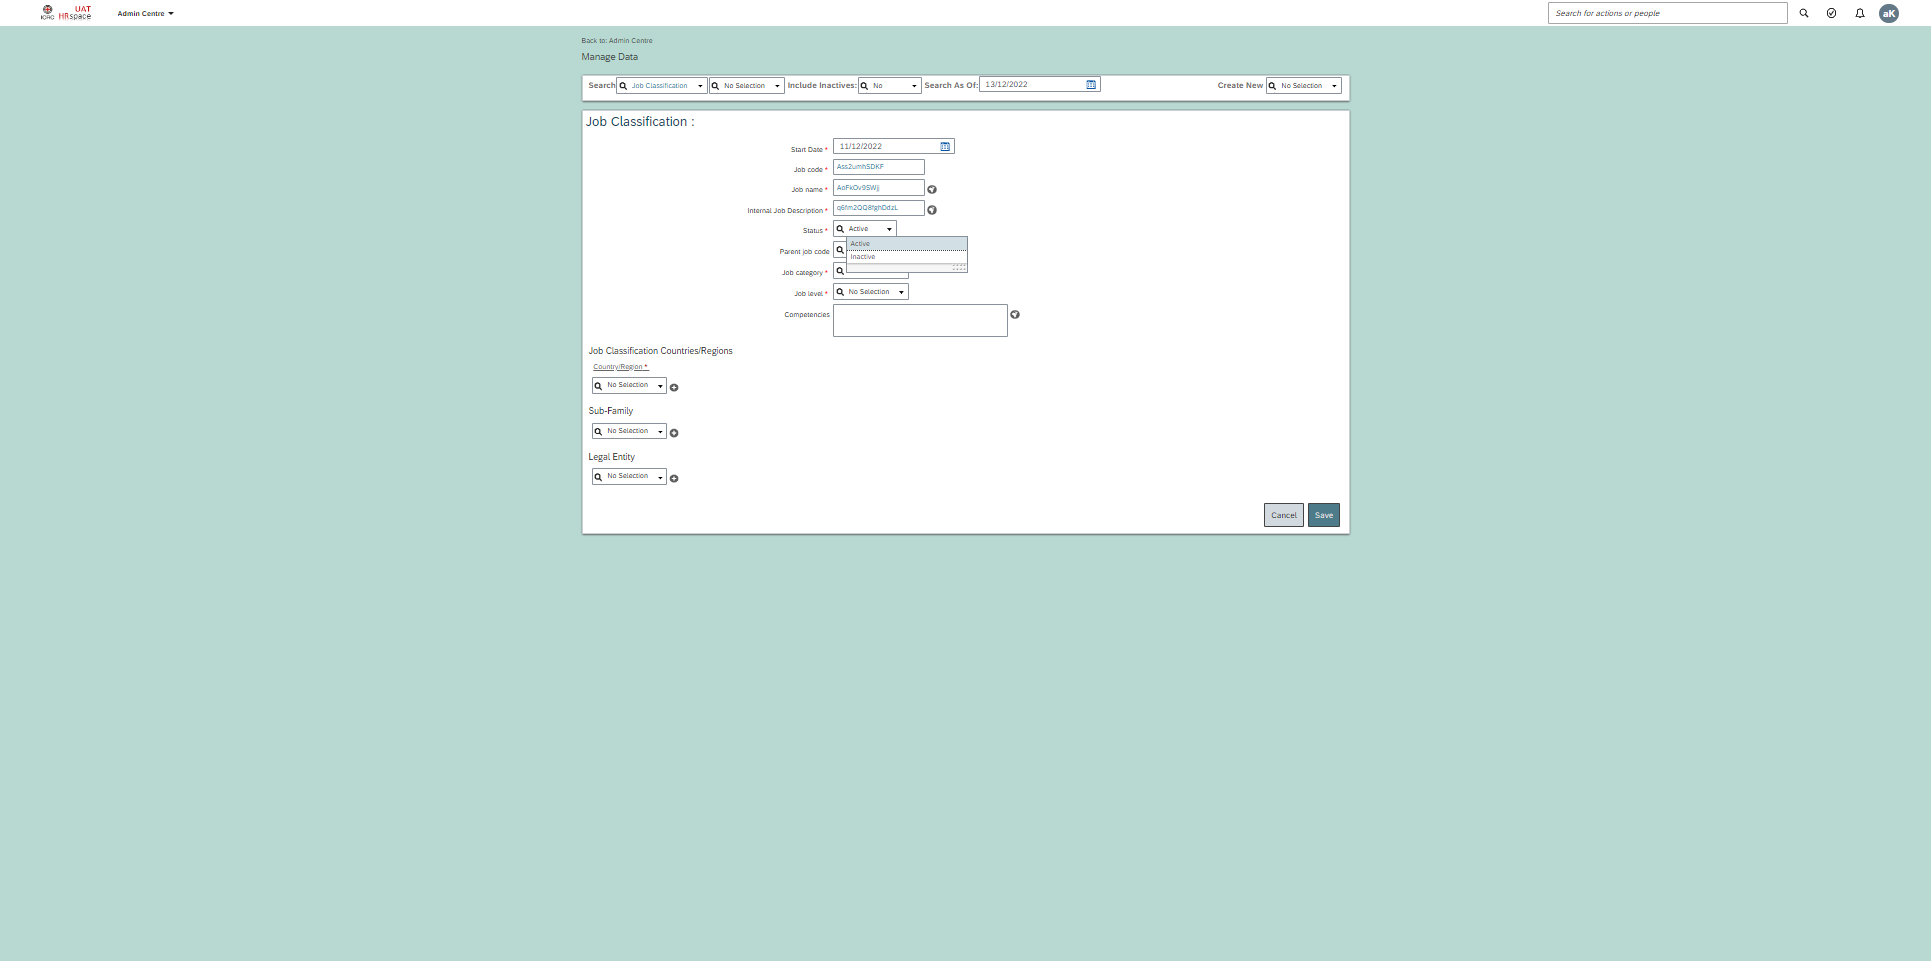 ICRC UAT HRspace Admin Centre Search for actions or people aK
Back to: Admin Centre
Manage Data
Search Job Classification No Selection Include Inactives: No Search As Of: 13/12/2022 Create New No Selection
Job Classification :
Start Date * 11/12/2022
Job code * Ass2umhSDKF
Job name * AoFkOv9SWjj
Internal Job Description * q6fm2QQ8fghDdzL
Status * Active
Active
Inactive
Parent job code
Job category *
Job level * No Selection
Competencies
Job Classification Countries/Regions
Country/Region *
No Selection
Sub-Family
No Selection
Legal Entity
No Selection
Cancel Save